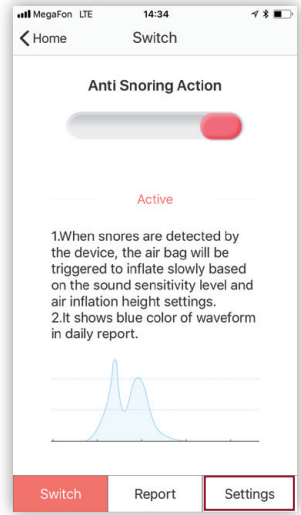 MegaFon LTE 14:34
Home Switch
Anti Snoring Action
Active
1.When snores are detected by
the device, the air bag will be
triggered to inflate slowly based
on the sound sensitivity level and
air inflation height settings.
2.It shows blue color of waveform
in daily report.
Switch Report Settings